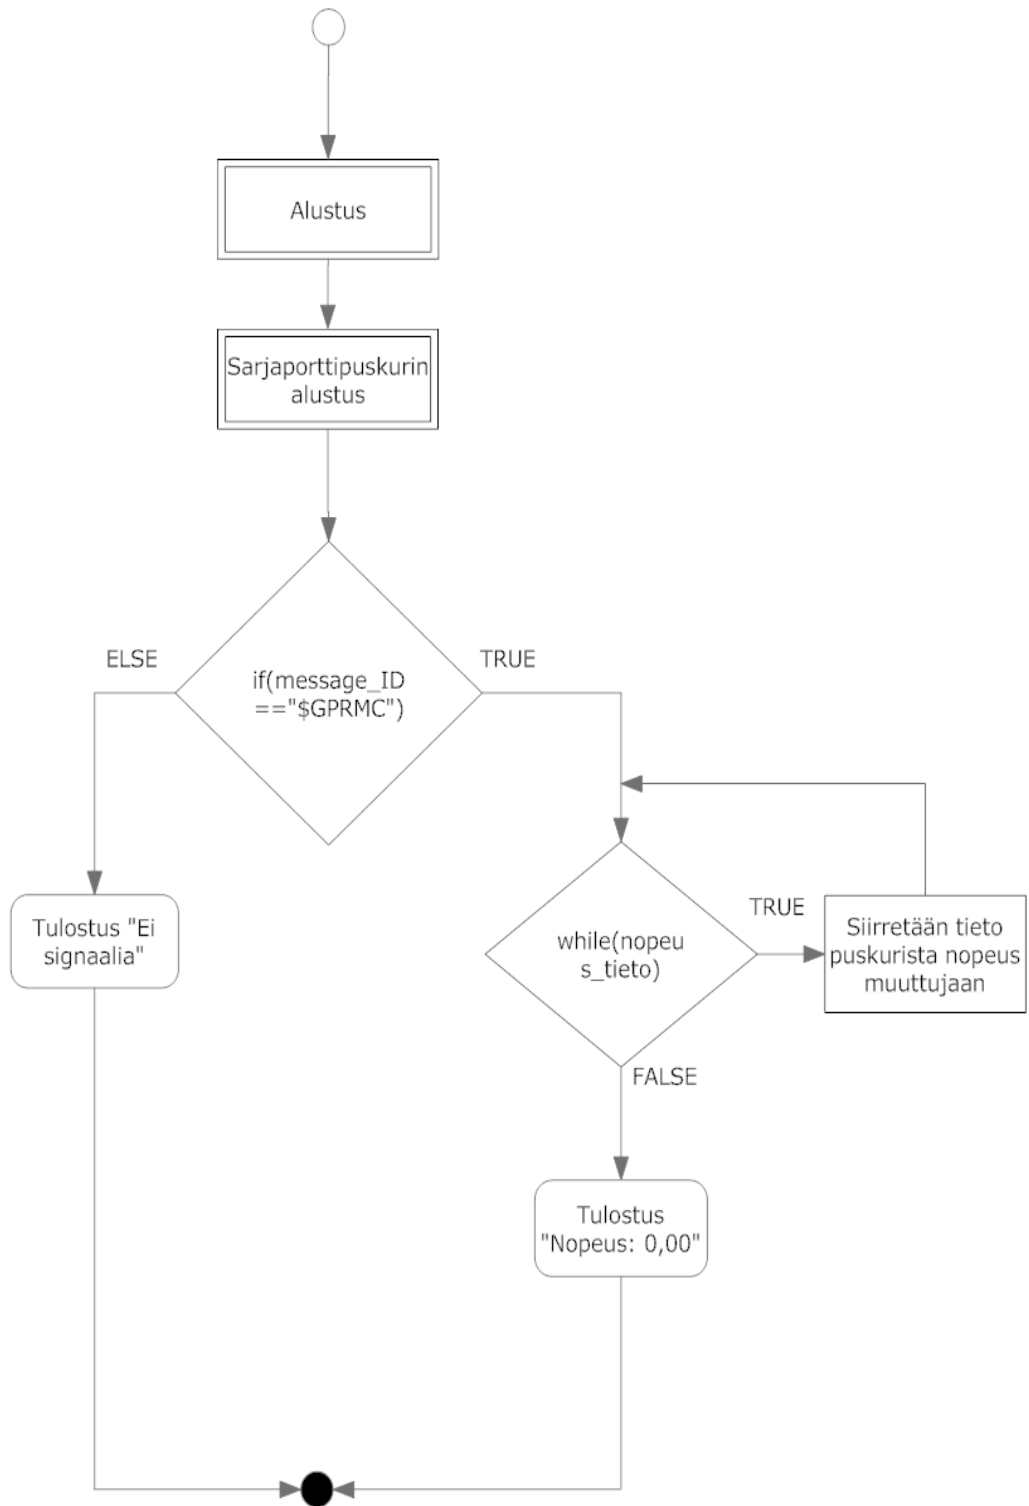 Alustus
Sarjaporttipuskurin
alustus
ELSE
TRUE
if(message_ID
=="$GPRMC")
Tulostus "Ei
signaalia"
while(nopeu
s_tieto)
TRUE
Siirretään tieto
puskurista nopeus
muuttujaan
FALSE
Tulostus
"Nopeus: 0,00"